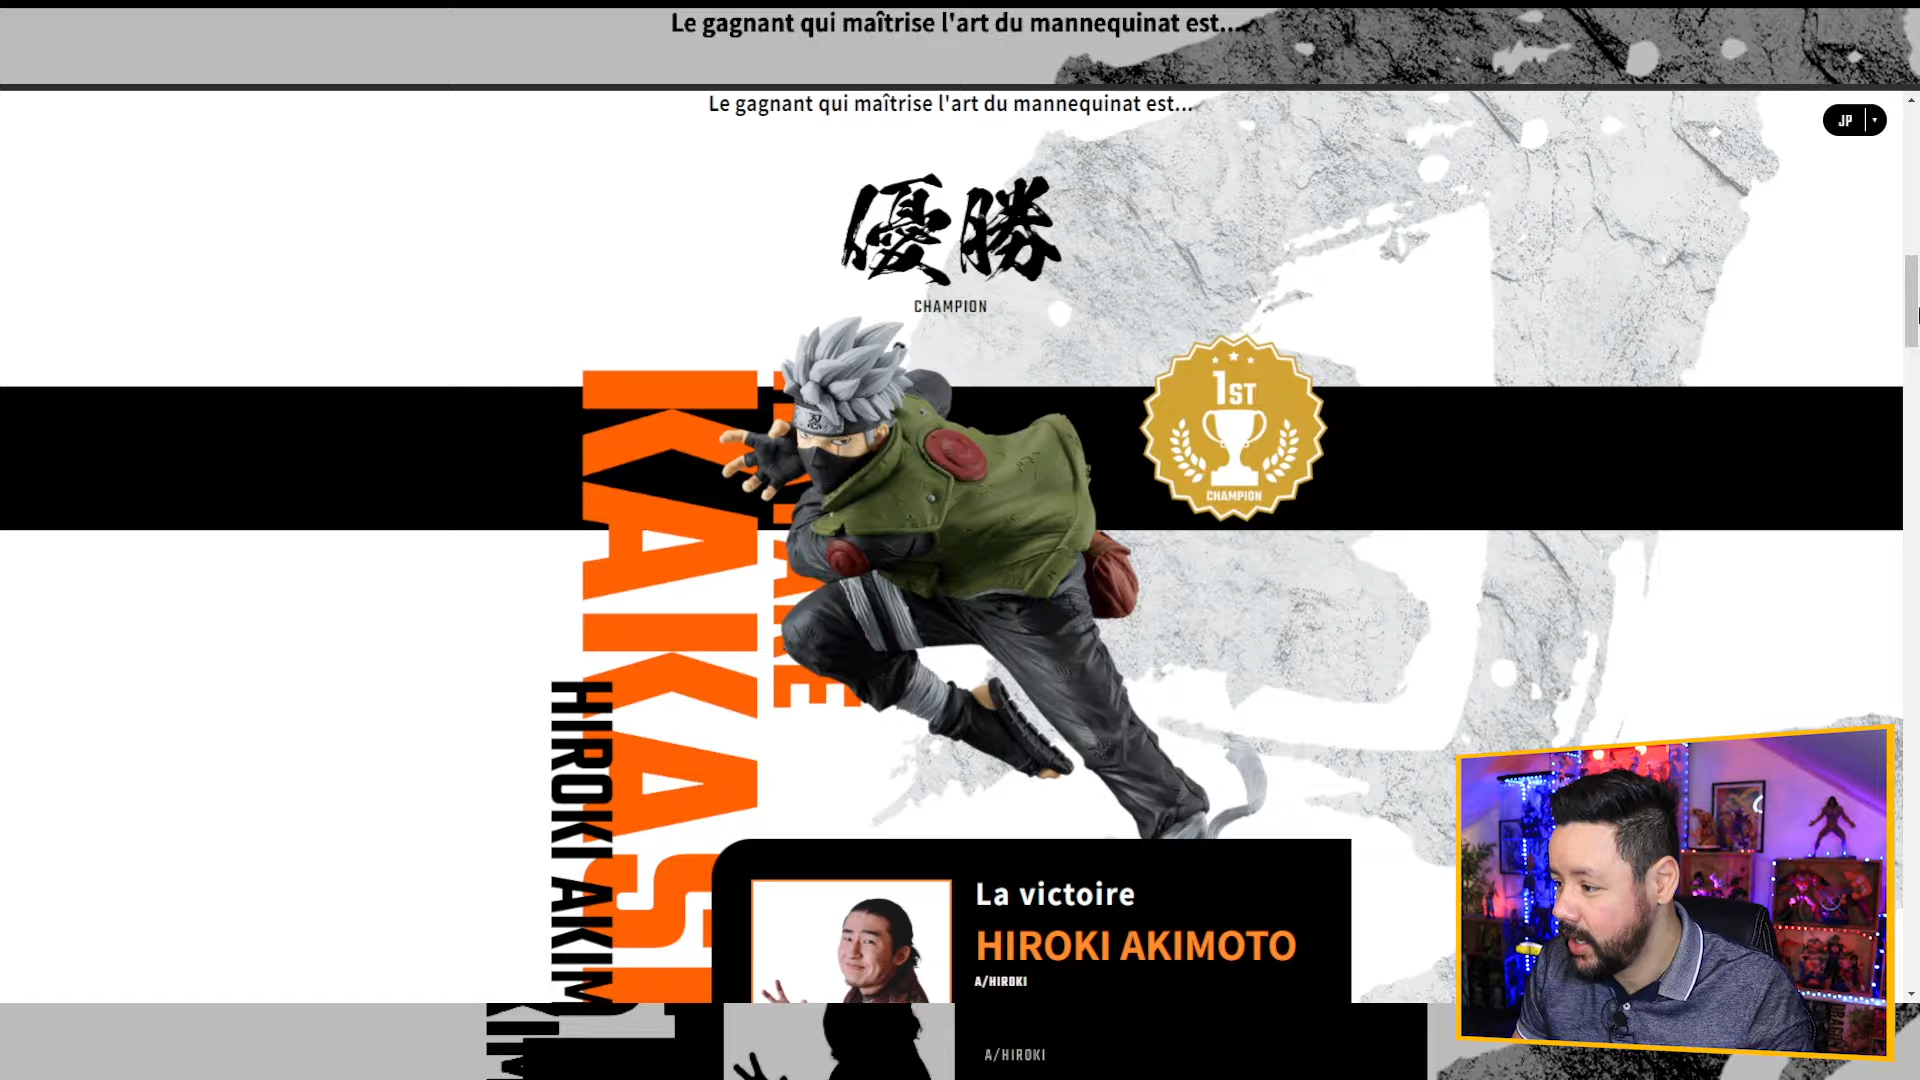 Le gagnant qui maîtrise l'art du mannequinat est...
Le gagnant qui maîtrise l'art du mannequinat est...
JP
優勝
CHAMPION
1ST
CHAMPION
忍
KAKASHI
HIROKI AKIM
La victoire
HIROKI AKIMOTO
A/HIROKI
A/HIROKI